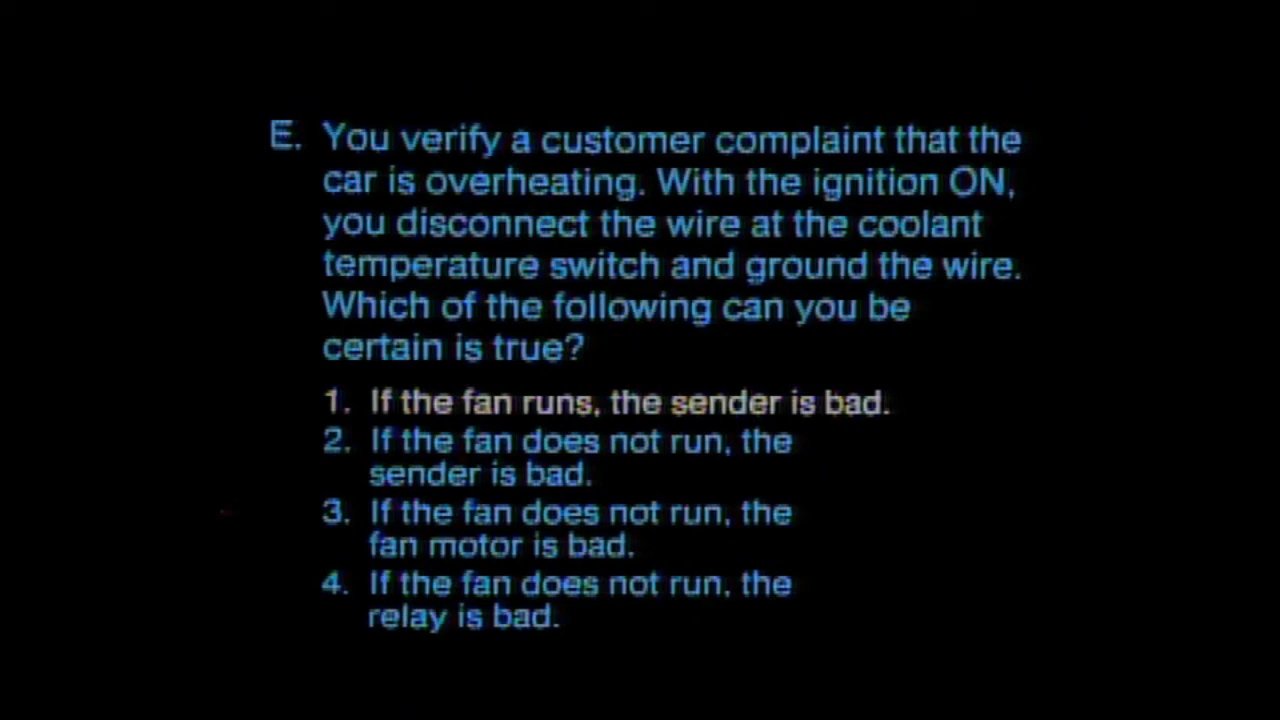 E. You verify a customer complaint that the
car is overheating. With the ignition ON,
you disconnect the wire at the coolant
temperature switch and ground the wire.
Which of the following can you be
certain is true?
1. If the fan runs, the sender is bad.
2. If the fan does not run, the
sender is bad.
3. If the fan does not run, the
fan motor is bad.
4. If the fan does not run, the
relay is bad.